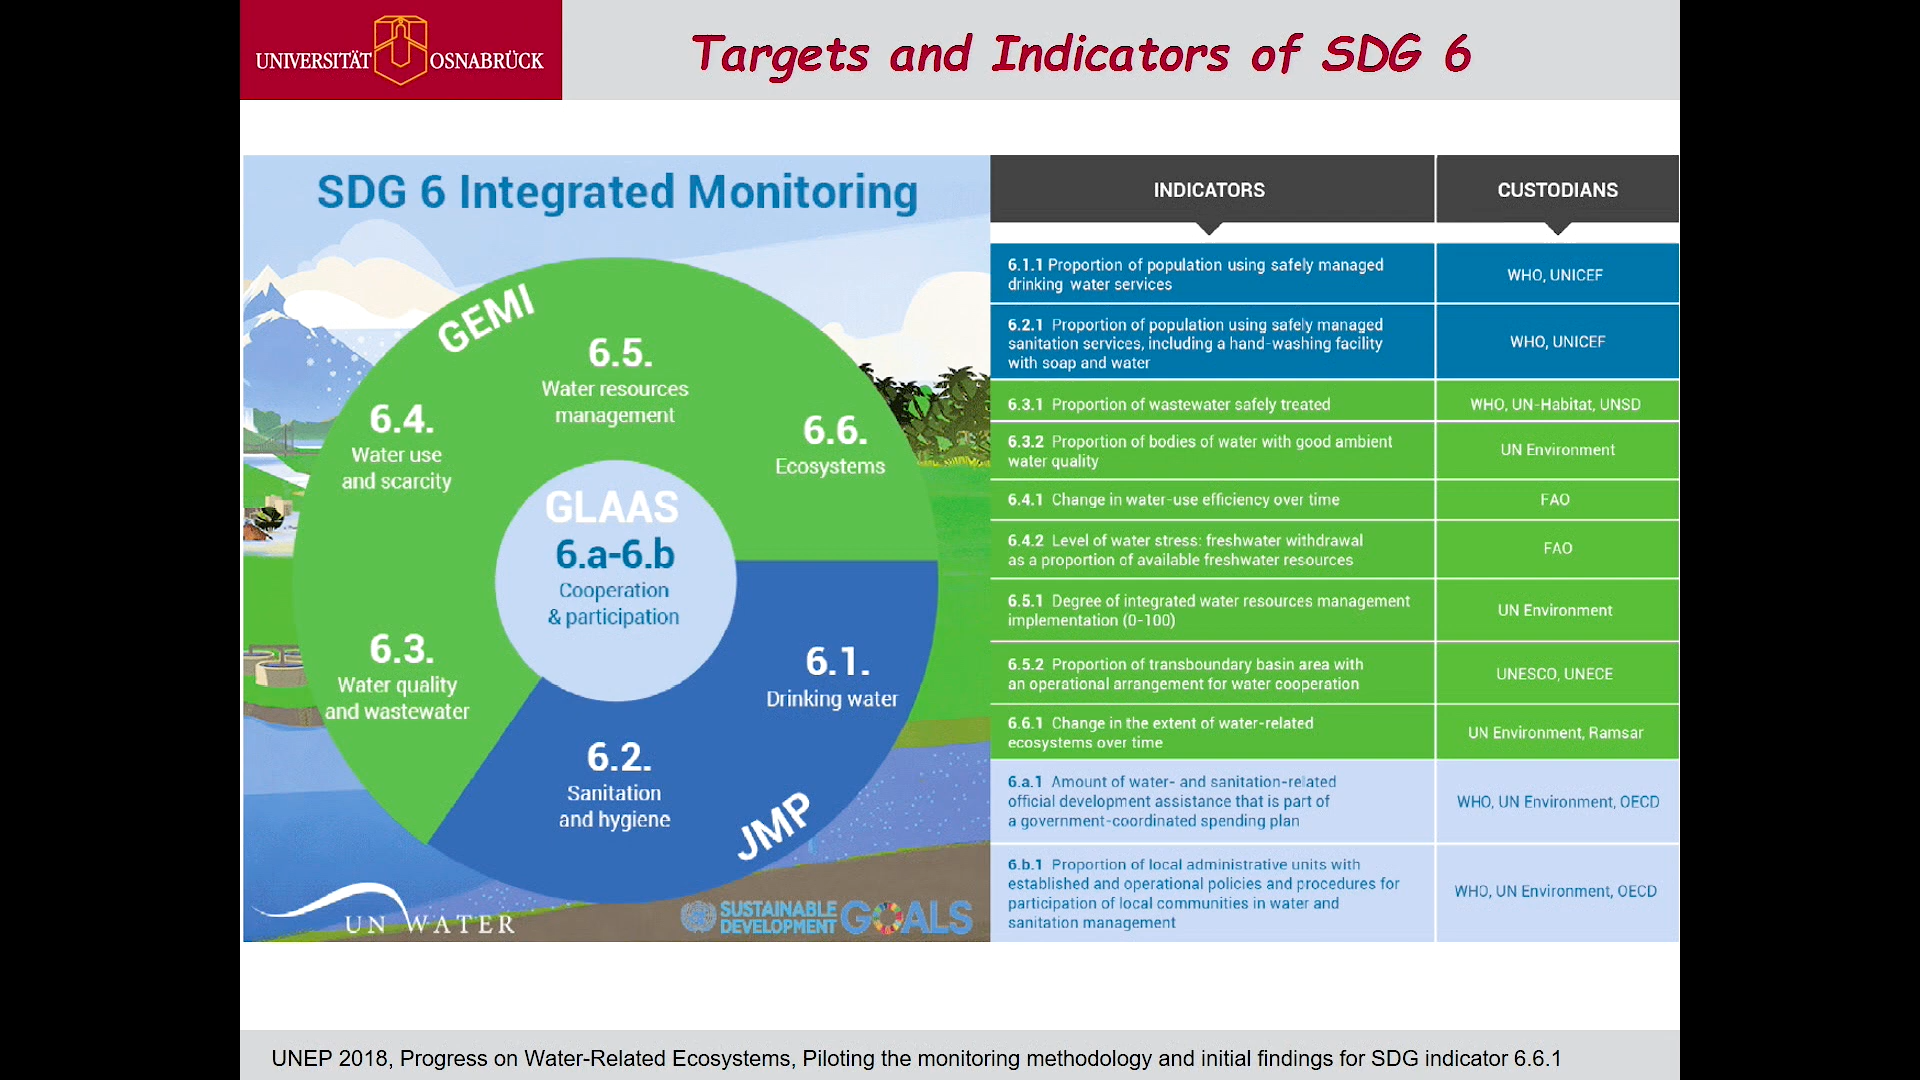 UNIVERSITÄT OSNABRÜCK
Targets and Indicators of SDG 6
SDG 6 Integrated Monitoring
GEMI
6.5.
Water resources
management
6.4.
Water use
and scarcity
6.6.
Ecosystems
GLAAS
6.a-6.b
Cooperation
& participation
6.3.
Water quality
and wastewater
6.1.
Drinking water
6.2.
Sanitation
and hygiene
JMP
UN WATER
SUSTAINABLE
DEVELOPMENT
GOALS
INDICATORS
CUSTODIANS
6.1.1 Proportion of population using safely managed
drinking water services
WHO, UNICEF
6.2.1 Proportion of population using safely managed
sanitation services, including a hand-washing facility
with soap and water
WHO, UNICEF
6.3.1 Proportion of wastewater safely treated
WHO, UN-Habitat, UNSD
6.3.2 Proportion of bodies of water with good ambient
water quality
UN Environment
6.4.1 Change in water-use efficiency over time
FAO
6.4.2 Level of water stress: freshwater withdrawal
as a proportion of available freshwater resources
FAO
6.5.1 Degree of integrated water resources management
implementation (0-100)
UN Environment
6.5.2 Proportion of transboundary basin area with
an operational arrangement for water cooperation
UNESCO, UNECE
6.6.1 Change in the extent of water-related
ecosystems over time
UN Environment, Ramsar
6.a.1 Amount of water- and sanitation-related
official development assistance that is part of
a government-coordinated spending plan
WHO, UN Environment, OECD
6.b.1 Proportion of local administrative units with
established and operational policies and procedures for
participation of local communities in water and
sanitation management
WHO, UN Environment, OECD
UNEP 2018, Progress on Water-Related Ecosystems, Piloting the monitoring methodology and initial findings for SDG indicator 6.6.1